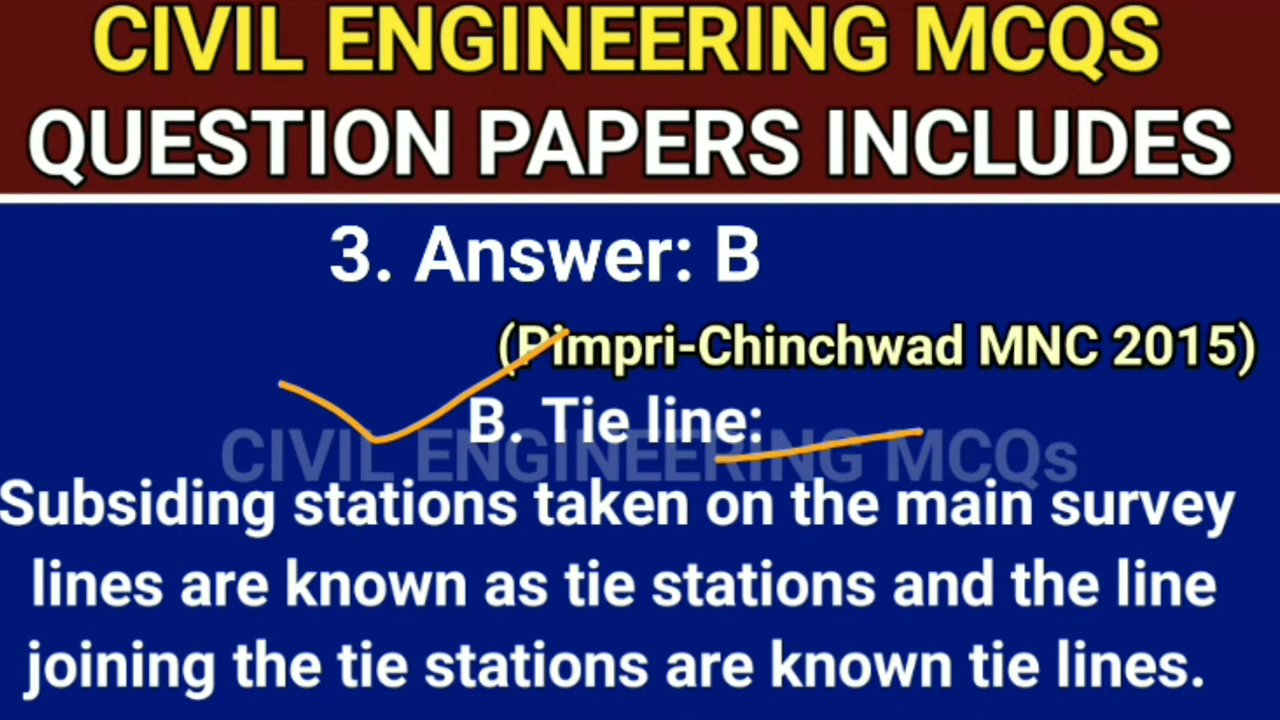 CIVIL ENGINEERING MCQS
QUESTION PAPERS INCLUDES
3. Answer: B
(Pimpri-Chinchwad MNC 2015)
B. Tie line:
CIVIL ENGINEERING MCQs
Subsiding stations taken on the main survey
lines are known as tie stations and the line
joining the tie stations are known tie lines.